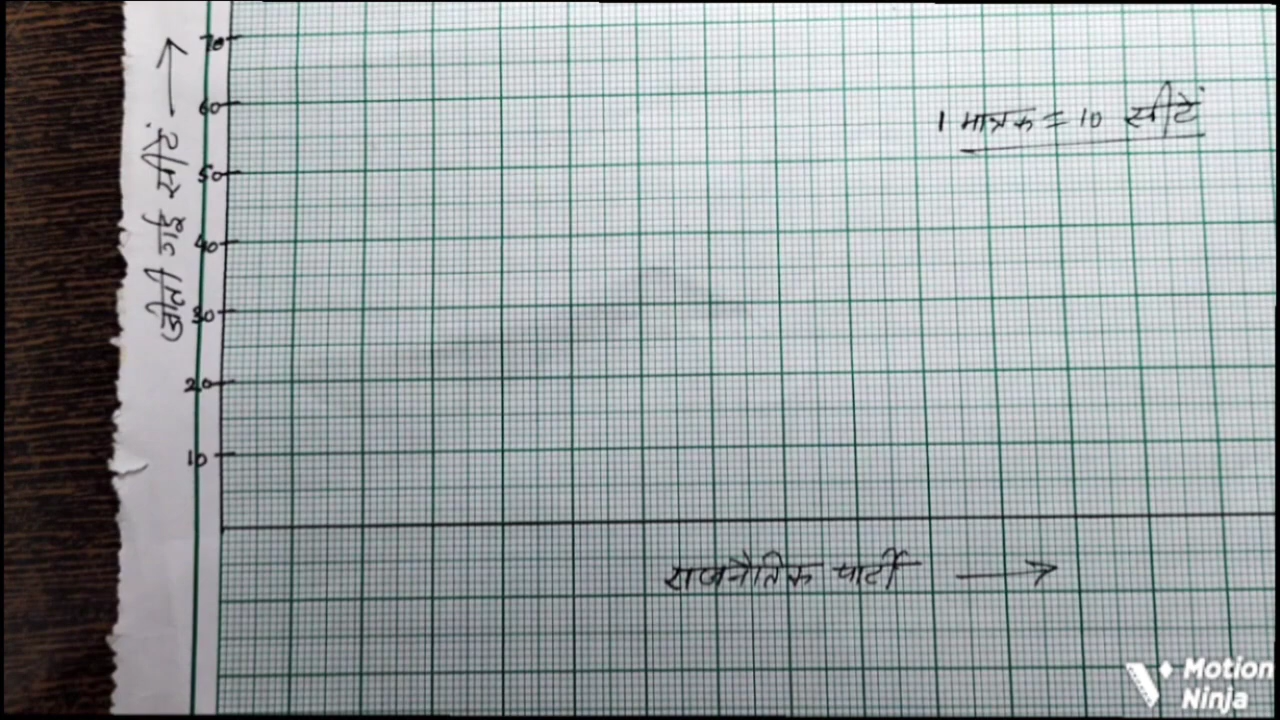 जीती गई सीटें
70
60
1 मात्रक = 10 सीटें
50
40
30
20
10
राजनैतिक पार्टी
Motion
Ninja